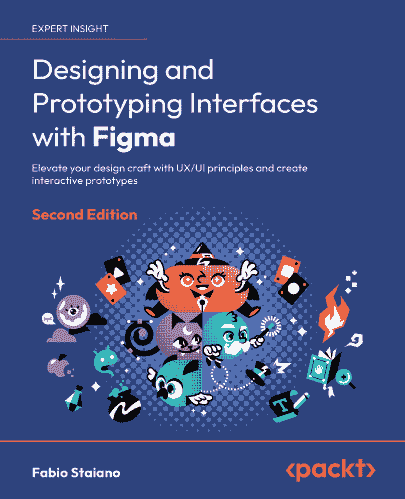 EXPERT INSIGHT
Designing and
Prototyping Interfaces
with Figma
Elevate your design craft with UX/UI principles and create
interactive prototypes
Second Edition
Fabio Staiano
<packt>